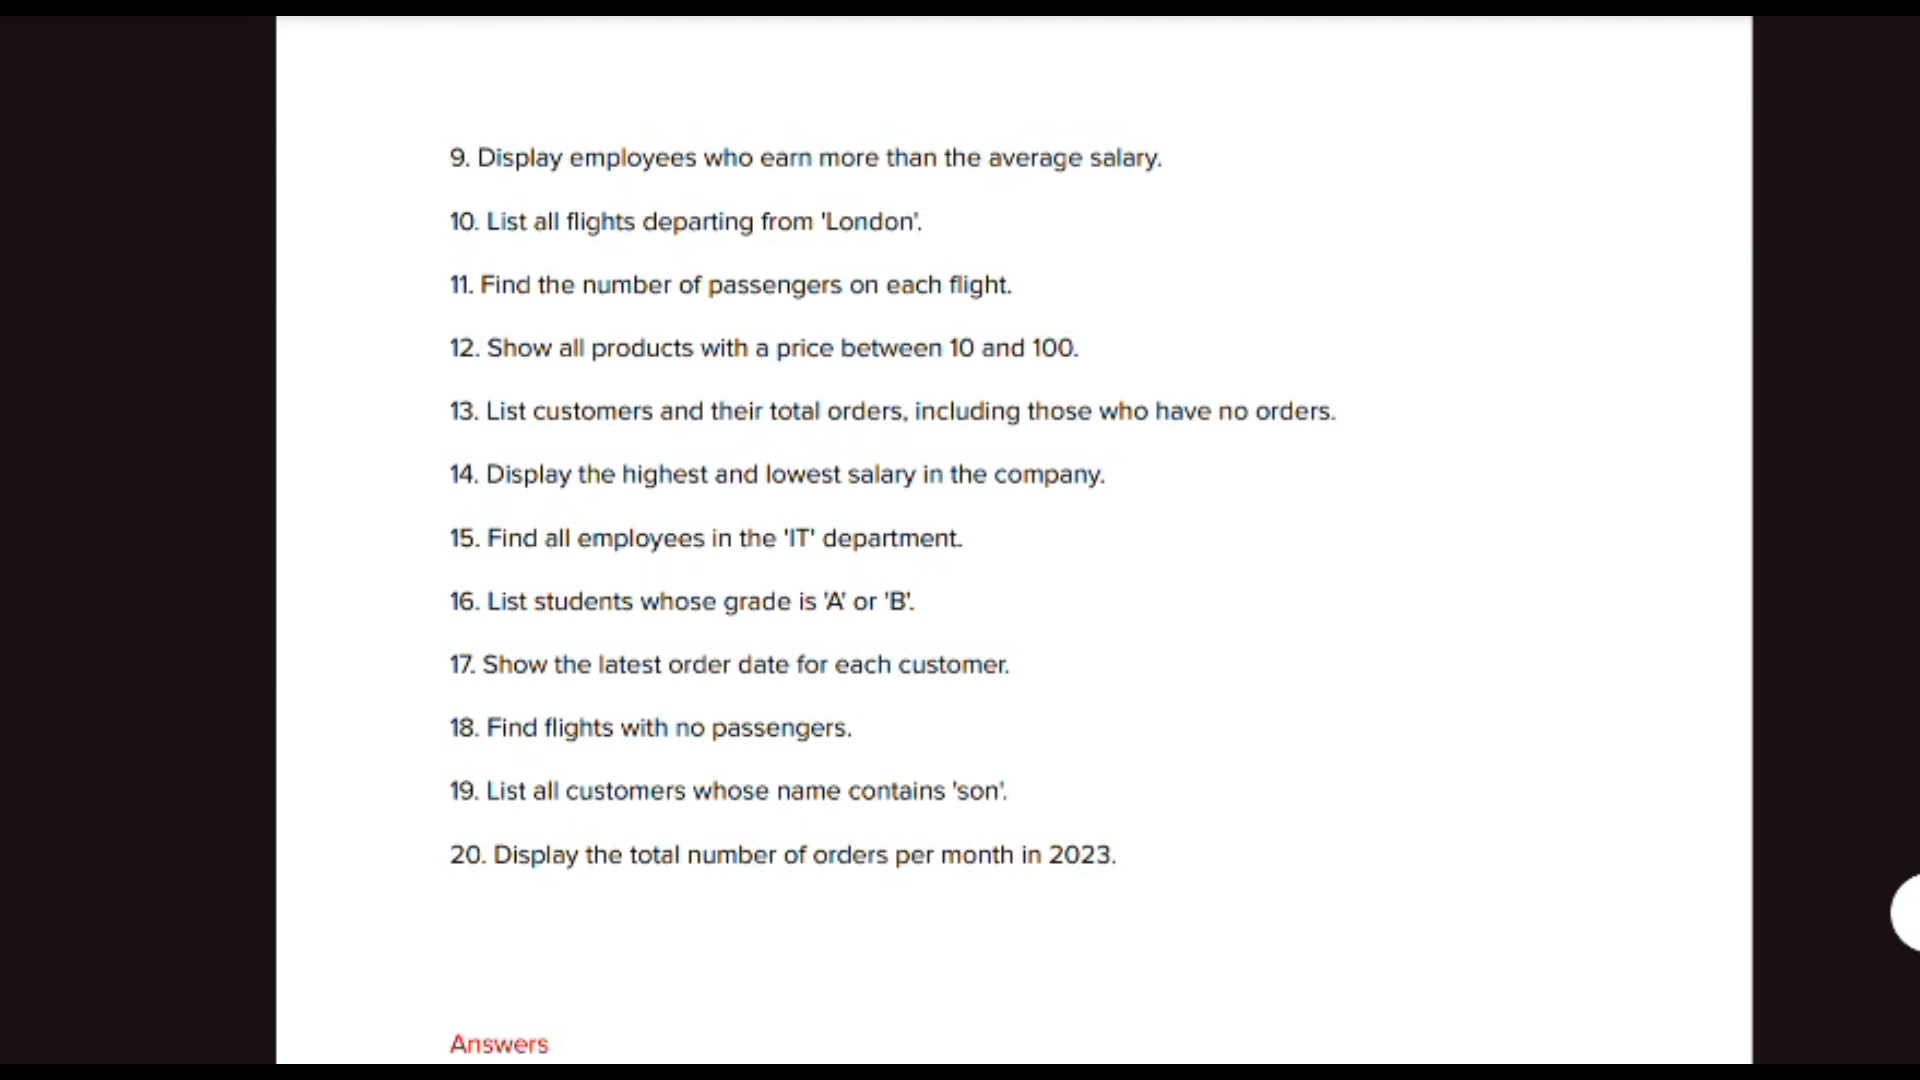 9. Display employees who earn more than the average salary.
10. List all flights departing from 'London'.
11. Find the number of passengers on each flight.
12. Show all products with a price between 10 and 100.
13. List customers and their total orders, including those who have no orders.
14. Display the highest and lowest salary in the company.
15. Find all employees in the 'IT' department.
16. List students whose grade is 'A' or 'B'.
17. Show the latest order date for each customer.
18. Find flights with no passengers.
19. List all customers whose name contains 'son'.
20. Display the total number of orders per month in 2023.
Answers